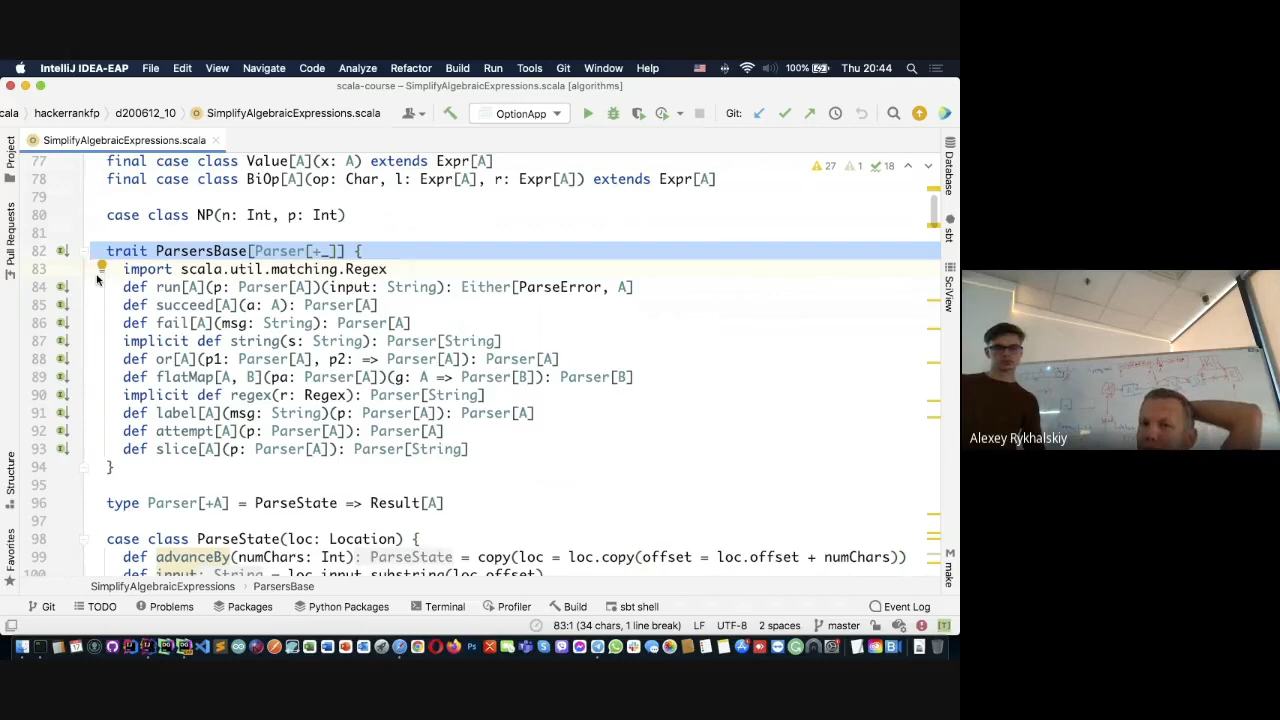 IntelliJ IDEA-EAP File Edit View Navigate Code Analyze Refactor Build Run Tools Git Window Help 100% Thu 20:44
scala-course – SimplifyAlgebraicExpressions.scala [algorithms]
cala hackerrankfp d200612_10 SimplifyAlgebraicExpressions.scala OptionApp Git:
SimplifyAlgebraicExpressions.scala
77 final case class Value[A](x: A) extends Expr[A]
27 1 18
78 final case class BiOp[A](op: Char, l: Expr[A], r: Expr[A]) extends Expr[A]
79
80 case class NP(n: Int, p: Int)
81
82 trait ParsersBase[Parser[+_]] {
83 import scala.util.matching.Regex
84 def run[A](p: Parser[A])(input: String): Either[ParseError, A]
85 def succeed[A](a: A): Parser[A]
86 def fail[A](msg: String): Parser[A]
87 implicit def string(s: String): Parser[String]
88 def or[A](p1: Parser[A], p2: => Parser[A]): Parser[A]
89 def flatMap[A, B](pa: Parser[A])(g: A => Parser[B]): Parser[B]
90 implicit def regex(r: Regex): Parser[String]
91 def label[A](msg: String)(p: Parser[A]): Parser[A]
92 def attempt[A](p: Parser[A]): Parser[A]
93 def slice[A](p: Parser[A]): Parser[String]
94 }
95
96 type Parser[+A] = ParseState => Result[A]
97
98 case class ParseState(loc: Location) {
99 def advanceBy(numChars: Int): ParseState = copy(loc = loc.copy(offset = loc.offset + numChars))
100 def input: String = loc.input.substring(loc.offset)
Project
Pull Requests
Structure
Favorites
Database
sbt
SciView
make
SimplifyAlgebraicExpressions ParsersBase
Git TODO Problems Packages Python Packages Terminal Profiler Build sbt shell Event Log
83:1 (34 chars, 1 line break) LF UTF-8 2 spaces master
Alexey Rykhalskiy